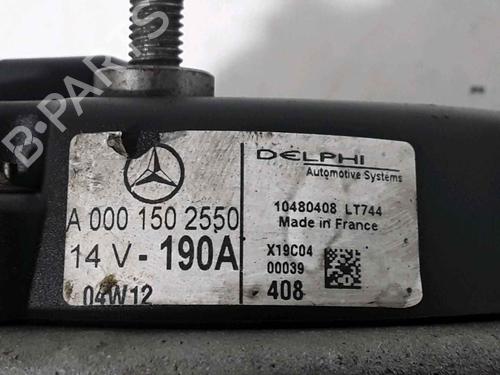 B-PARTS
A 000 150 2550
14 V - 190A
04W12
DELPHI
Automotive Systems
10480408 LT744
Made in France
X19C04
00039
408